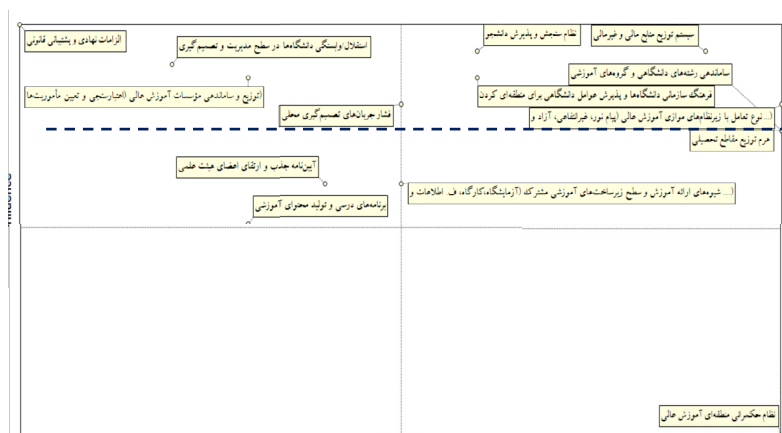 سیستم توزیع منابع مالی و غیرمالی
نظام سنجش و پذیرش دانشجو
استقلال/وابستگی دانشگاه‌ها در سطح مدیریت و تصمیم‌گیری
الزامات نهادی و پشتیبانی قانونی
ساماندهی رشته‌های دانشگاهی و گروه‌های آموزشی
فرهنگ سازمانی دانشگاه‌ها و پذیرش عوامل دانشگاهی برای منطقه‌ای کردن
(توزیع و ساماندهی مؤسسات آموزش عالی (اعتبارسنجی و تعیین مأموریت‌ها
فشار جریان‌های تصمیم‌گیری محلی
(... نوع تعامل با زیرنظام‌های موازی آموزش عالی (پیام نور، غیرانتفاعی، آزاد و
هرم توزیع مقاطع تحصیلی
آیین‌نامه جذب و ارتقای اعضای هیئت علمی
(... شیوه‌های ارائه آموزش و سطح زیرساخت‌های آموزشی مشترک (آزمایشگاه،کارگاه، ف. اطلاعات و
برنامه‌های درسی و تولید محتوای آموزشی
نظام حکمرانی منطقه‌ای آموزش عالی